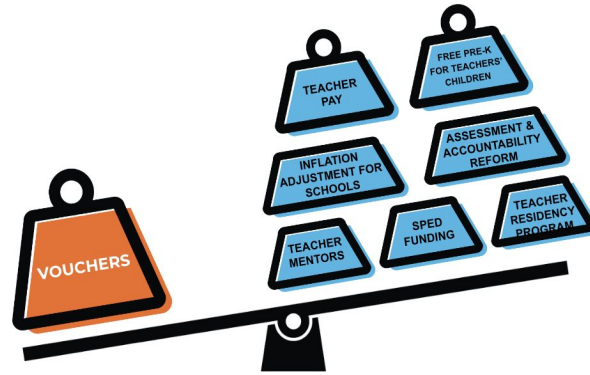 TEACHER
PAY
FREE PRE-K
FOR TEACHERS'
CHILDREN
INFLATION
ADJUSTMENT FOR
SCHOOLS
ASSESSMENT &
ACCOUNTABILITY
REFORM
VOUCHERS
TEACHER
MENTORS
SPED
FUNDING
TEACHER
RESIDENCY
PROGRAM